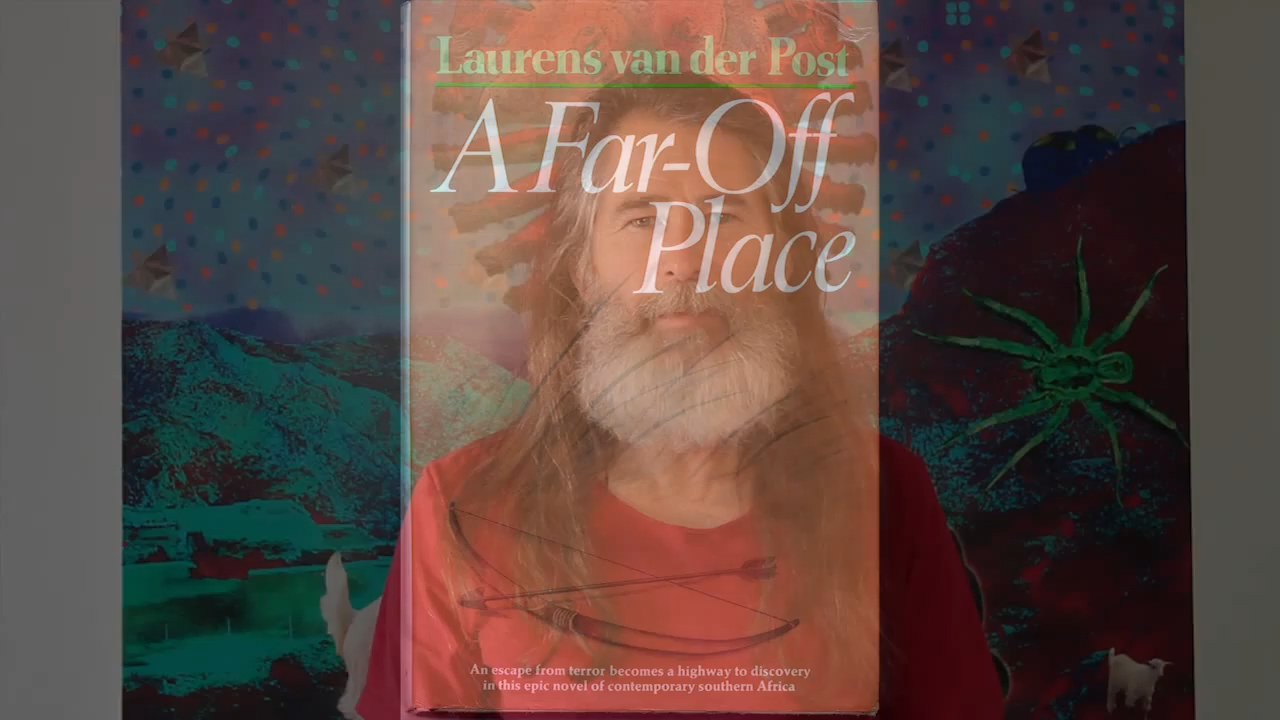 Laurens van der Post
A Far-Off
Place
An escape from terror becomes a highway to discovery
in this epic novel of contemporary southern Africa